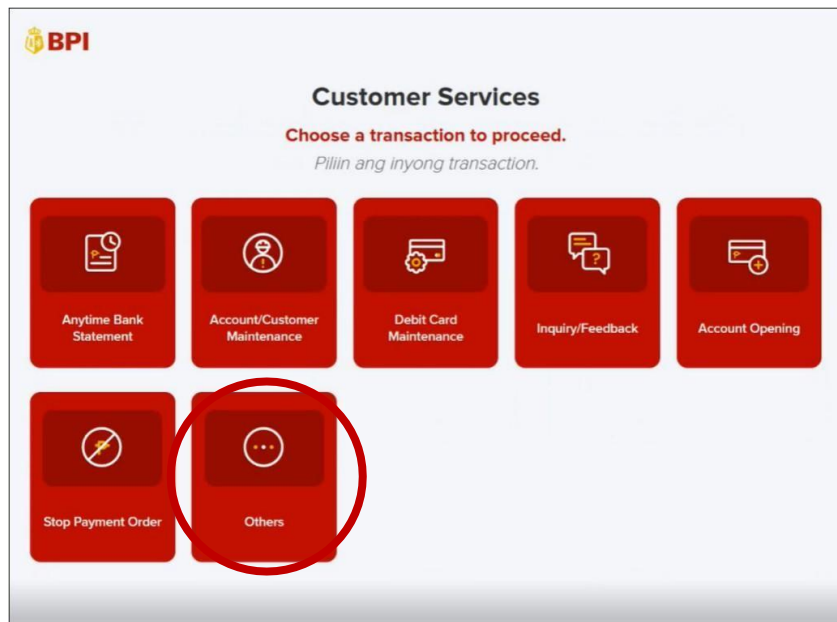 BPI
Customer Services
Choose a transaction to proceed.
Piliin ang inyong transaction.
Anytime Bank
Statement
Account/Customer
Maintenance
Debit Card
Maintenance
Inquiry/Feedback
Account Opening
Stop Payment Order
Others